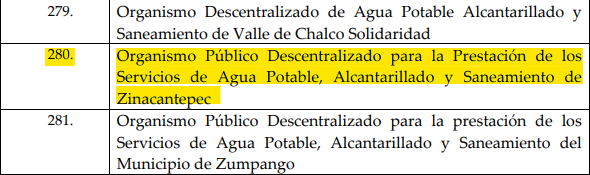 279. Organismo Descentralizado de Agua Potable Alcantarillado y
Saneamiento de Valle de Chalco Solidaridad
280. Organismo Público Descentralizado para la Prestación de los
Servicios de Agua Potable, Alcantarillado y Saneamiento de
Zinacantepec
281. Organismo Público Descentralizado para la prestación de los
Servicios de Agua Potable, Alcantarillado y Saneamiento del
Municipio de Zumpango